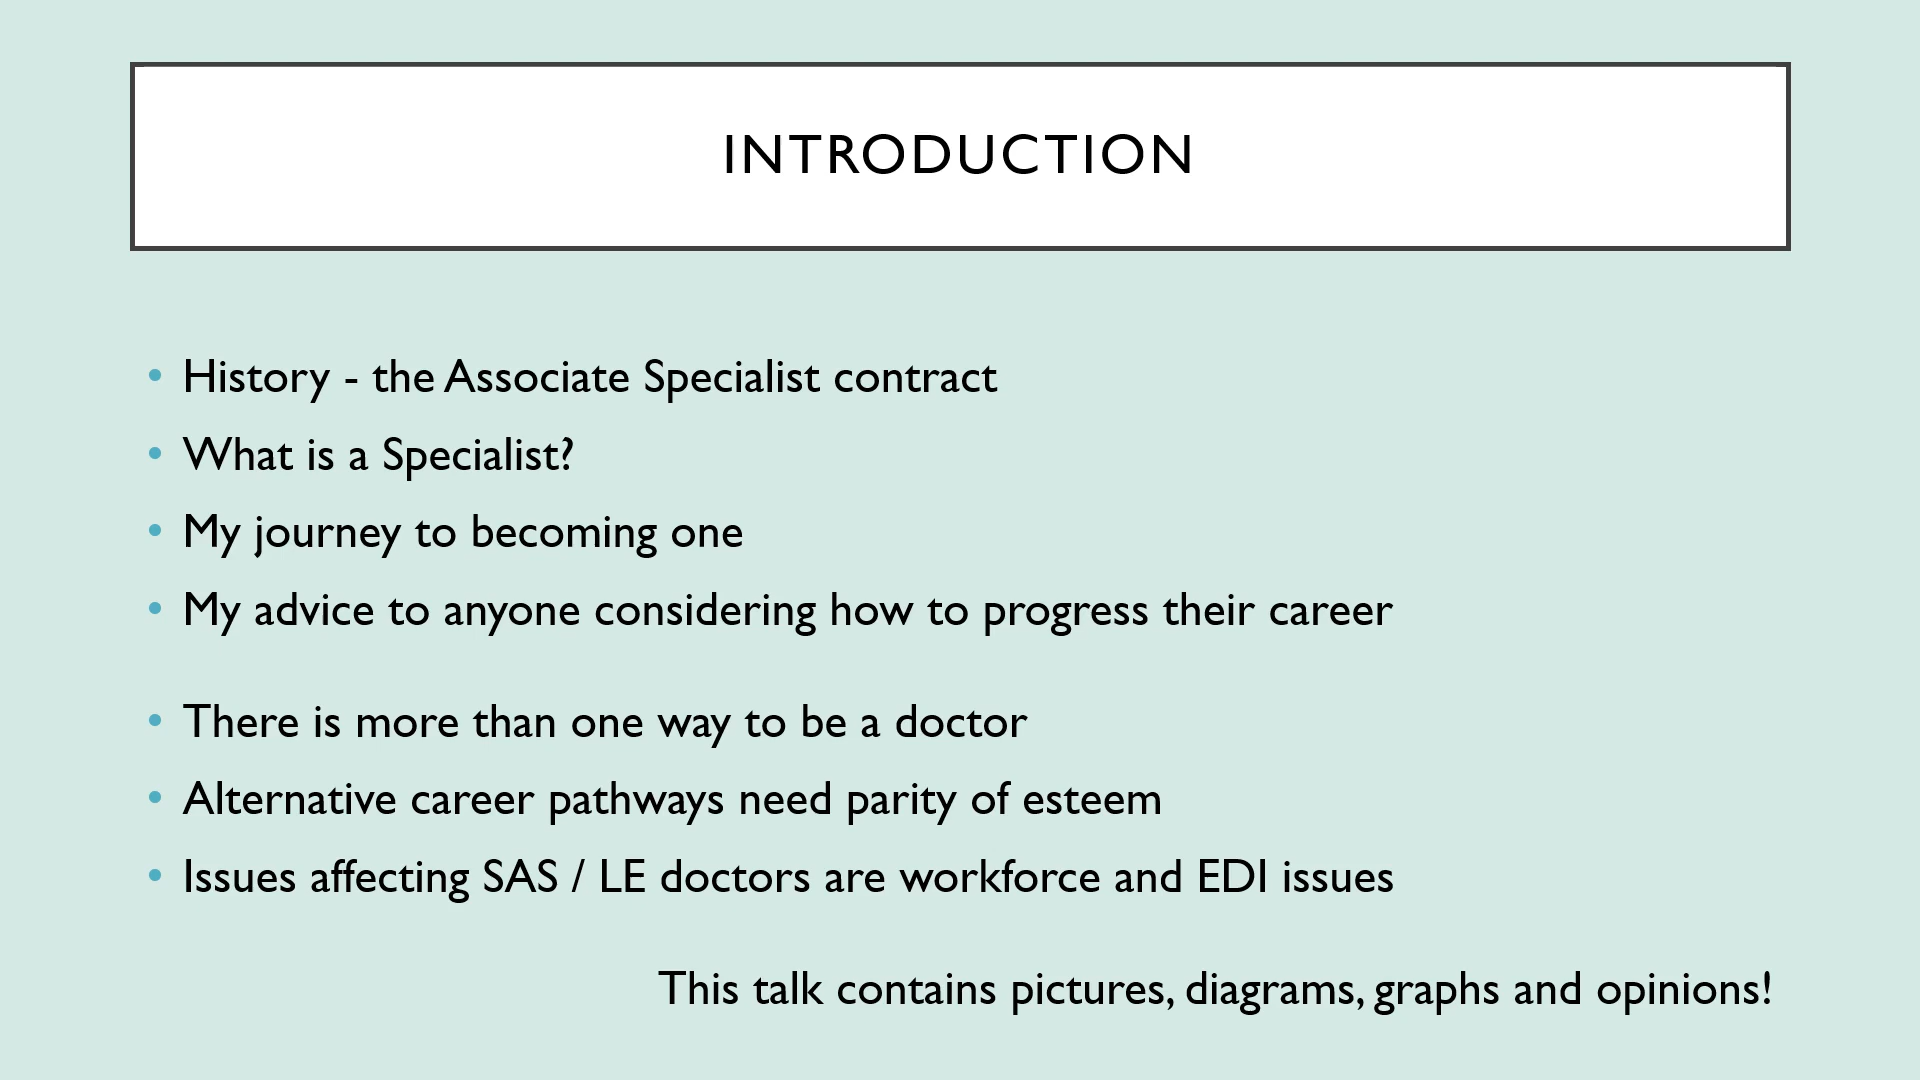 INTRODUCTION
• History - the Associate Specialist contract
• What is a Specialist?
• My journey to becoming one
• My advice to anyone considering how to progress their career
• There is more than one way to be a doctor
• Alternative career pathways need parity of esteem
• Issues affecting SAS / LE doctors are workforce and EDI issues
This talk contains pictures, diagrams, graphs and opinions!